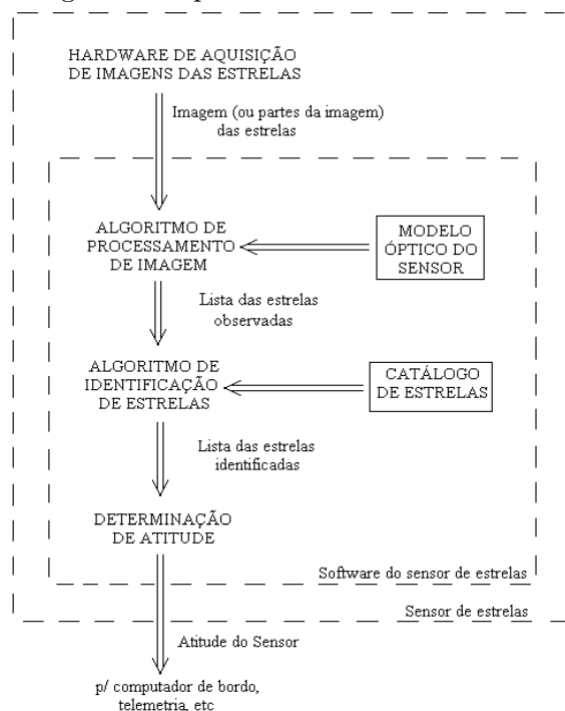 HARDWARE DE AQUISIÇÃO
DE IMAGENS DAS ESTRELAS
Imagem (ou partes da imagem)
das estrelas
ALGORITMO DE
PROCESSAMENTO
DE IMAGEM
MODELO
ÓPTICO DO
SENSOR
Lista das estrelas
observadas
ALGORITMO DE
IDENTIFICAÇÃO
DE ESTRELAS
CATÁLOGO
DE ESTRELAS
Lista das estrelas
identificadas
DETERMINAÇÃO
DE ATITUDE
Software do sensor de estrelas
Sensor de estrelas
Atitude do Sensor
p/ computador de bordo,
telemetria, etc